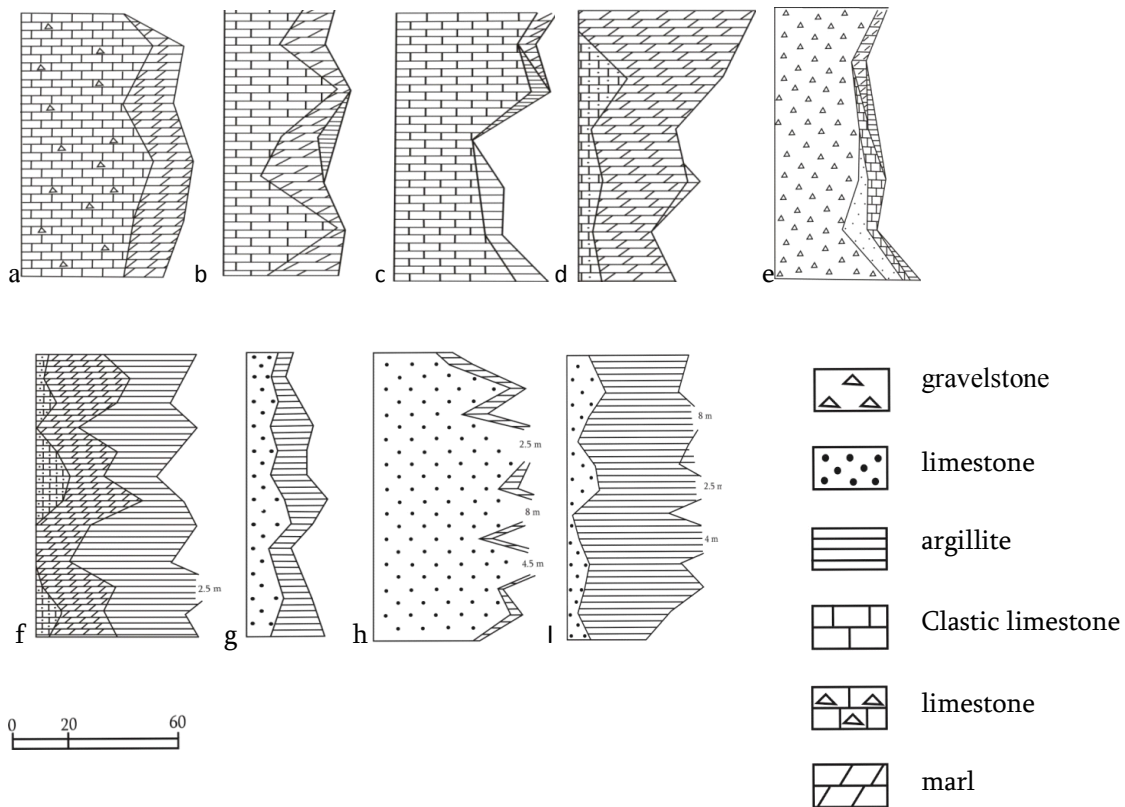 a
b
c
d
e
gravelstone
limestone
2.5 m
8 m
4.5 m
8 m
2.5 m
4 m
argillite
2.5 m
f
g
h
l
Clastic limestone
0 20 60
limestone
marl